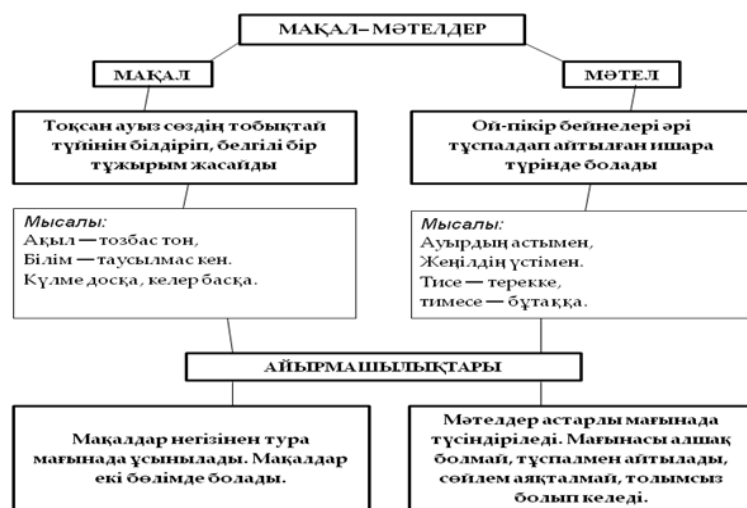 МАҚАЛ– МӘТЕЛДЕР
МАҚАЛ
МӘТЕЛ
Тоқсан ауыз сөздің тобықтай
түйінін білдіріп, белгілі бір
тұжырым жасайды
Ой-пікір бейнелері әрі
тұспалдап айтылған ишара
түрінде болады
Мысалы:
Ақыл — тозбас тон,
Білім — таусылмас кен.
Күлме досқа, келер басқа.
Мысалы:
Ауырдың астымен,
Жеңілдің үстімен.
Тисе — терекке,
тимесе — бұтаққа.
АЙЫРМАШЫЛЫҚТАРЫ
Мақалдар негізінен тура
мағынада ұсынылады. Мақалдар
екі бөлімде болады.
Мәтелдер астарлы мағынада
түсіндіріледі. Мағынасы алшақ
болмай, тұспалмен айтылады,
сөйлем аяқталмай, толымсыз
болып келеді.